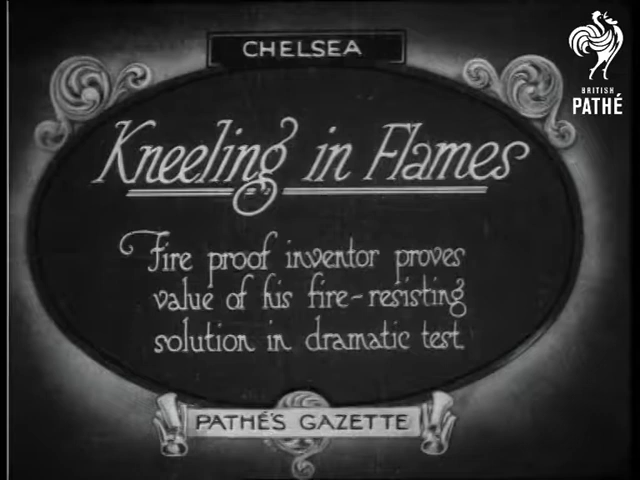 CHELSEA
BRITISH
PATHÉ
Kneeling in Flames
Fire proof inventor proves
value of his fire-resisting
solution in dramatic test
PATHÉ'S GAZETTE